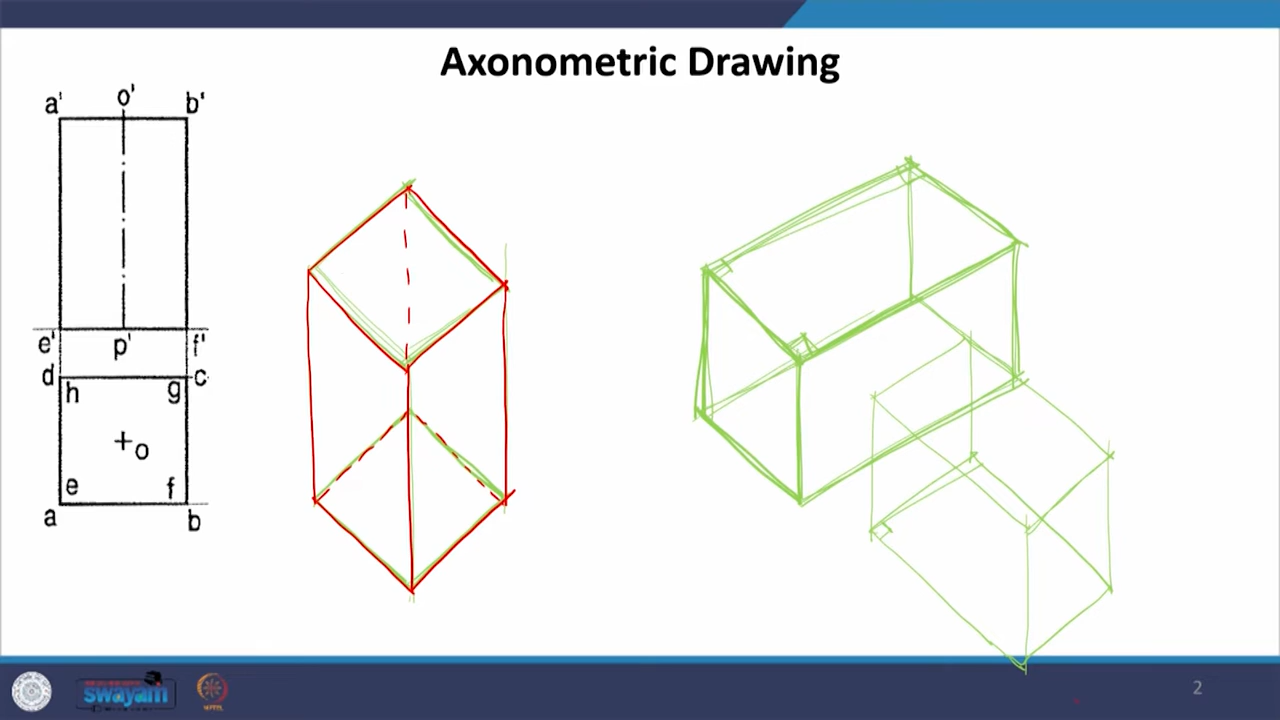 Axonometric Drawing
a' o' b'
e' p' f'
d c
h g
+o
e f
a b
swayam
2